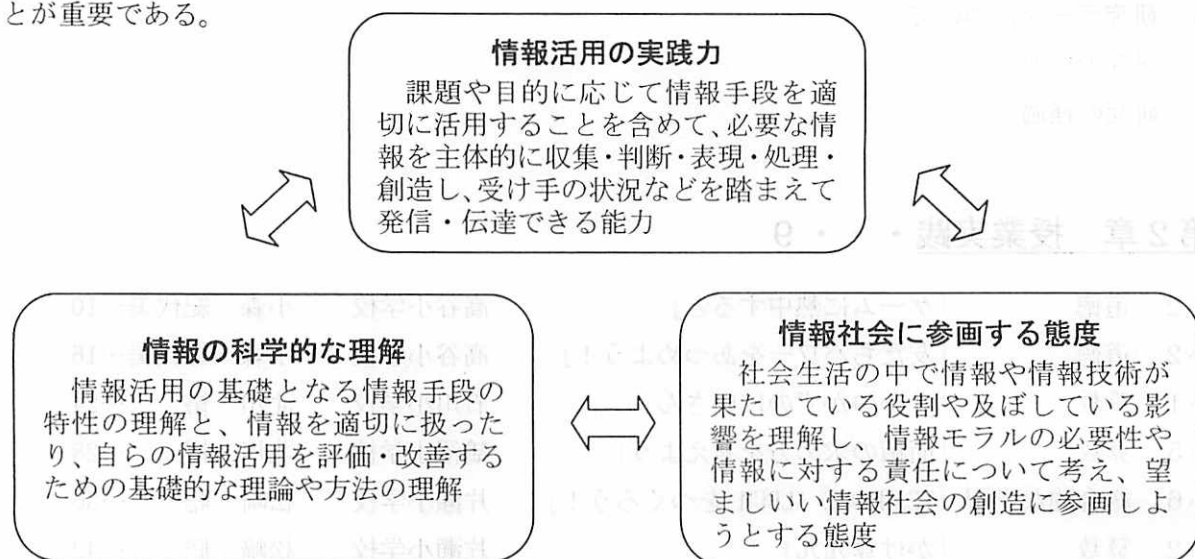 とが重要である。
情報活用の実践力
課題や目的に応じて情報手段を適
切に活用することを含めて、必要な情
報を主体的に収集・判断・表現・処理・
創造し、受け手の状況などを踏まえて
発信・伝達できる能力
情報の科学的な理解
情報活用の基礎となる情報手段の
特性の理解と、情報を適切に扱った
り、自らの情報活用を評価・改善する
ための基礎的な理論や方法の理解
情報社会に参画する態度
社会生活の中で情報や情報技術が
果たしている役割や及ぼしている影
響を理解し、情報モラルの必要性や
情報に対する責任について考え、望
ましいい情報社会の創造に参画しよ
うとする態度